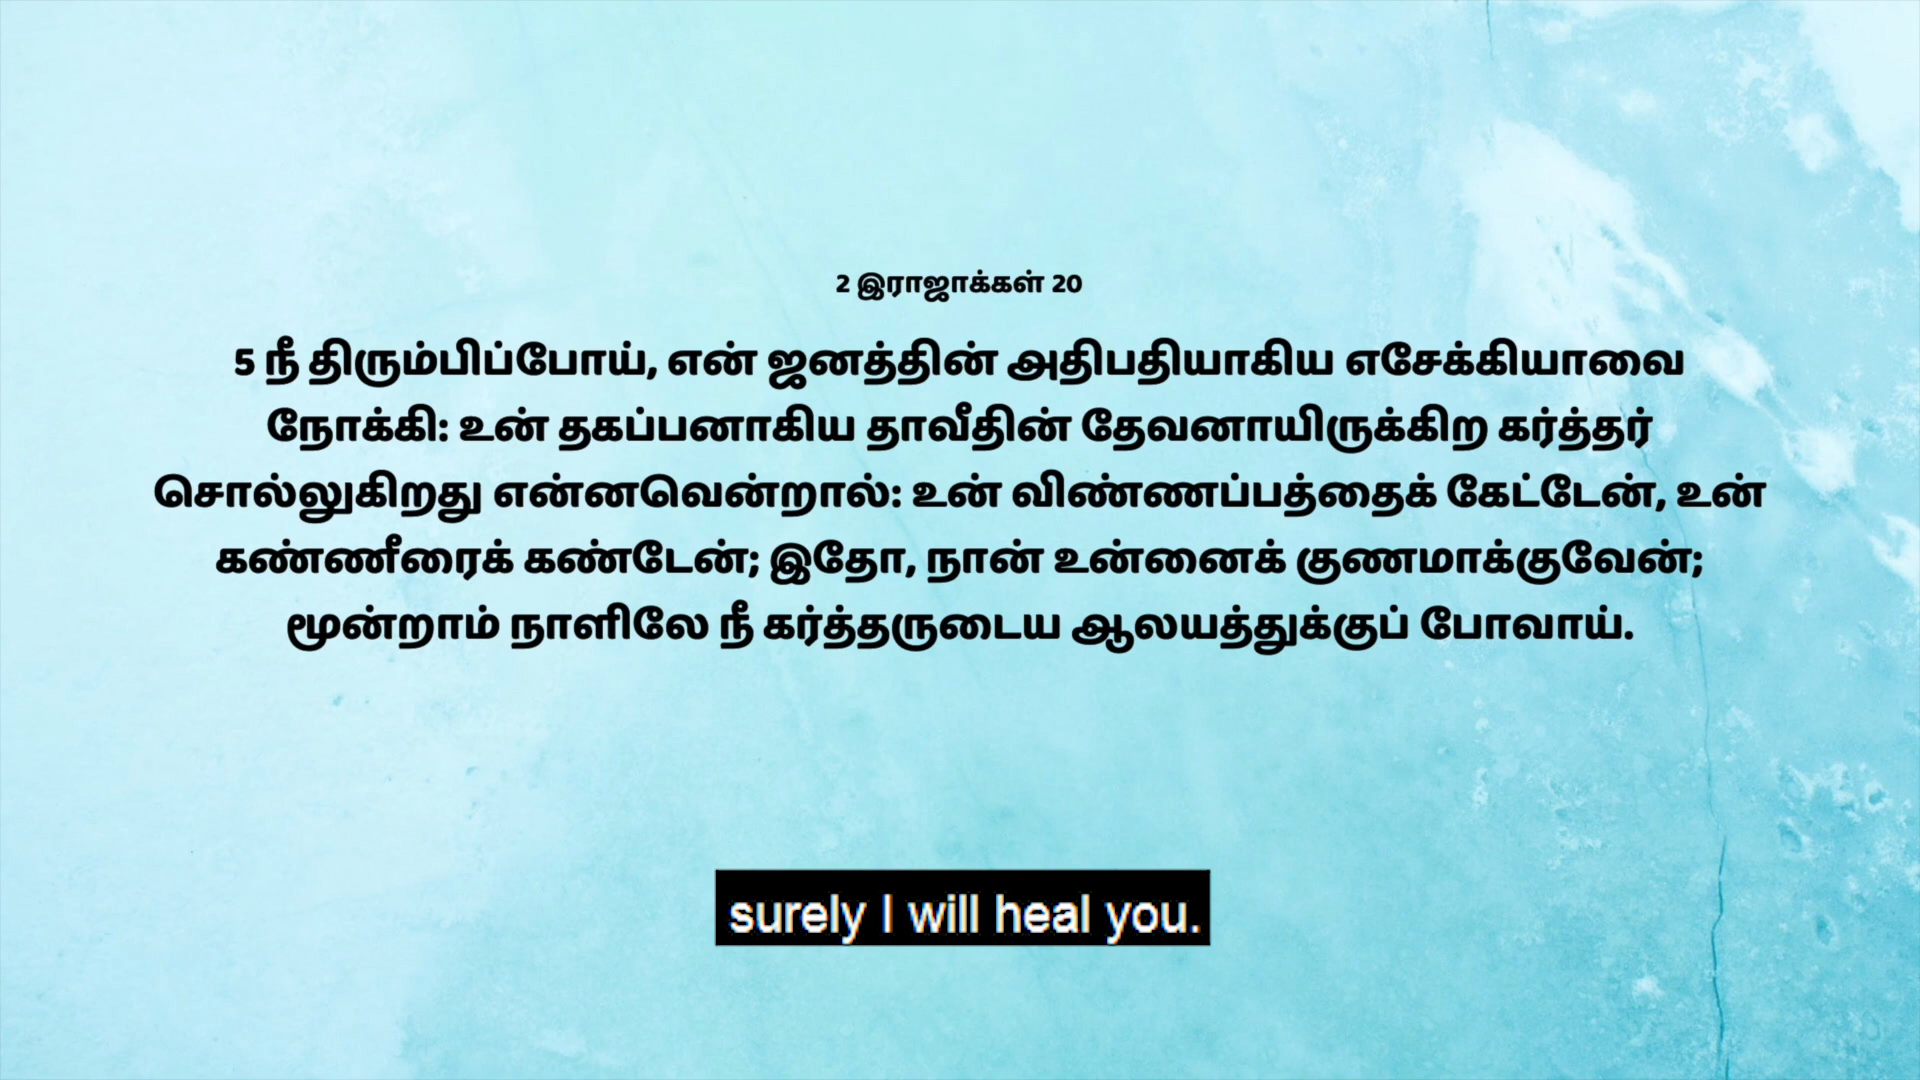 2 இராஜாக்கள் 20
5 நீ திரும்பிப்போய், என் ஜனத்தின் அதிபதியாகிய எசேக்கியாவை
நோக்கி: உன் தகப்பனாகிய தாவீதின் தேவனாயிருக்கிற கர்த்தர்
சொல்லுகிறது என்னவென்றால்: உன் விண்ணப்பத்தைக் கேட்டேன், உன்
கண்ணீரைக் கண்டேன்; இதோ, நான் உன்னைக் குணமாக்குவேன்;
மூன்றாம் நாளிலே நீ கர்த்தருடைய ஆலயத்துக்குப் போவாய்.
surely I will heal you.